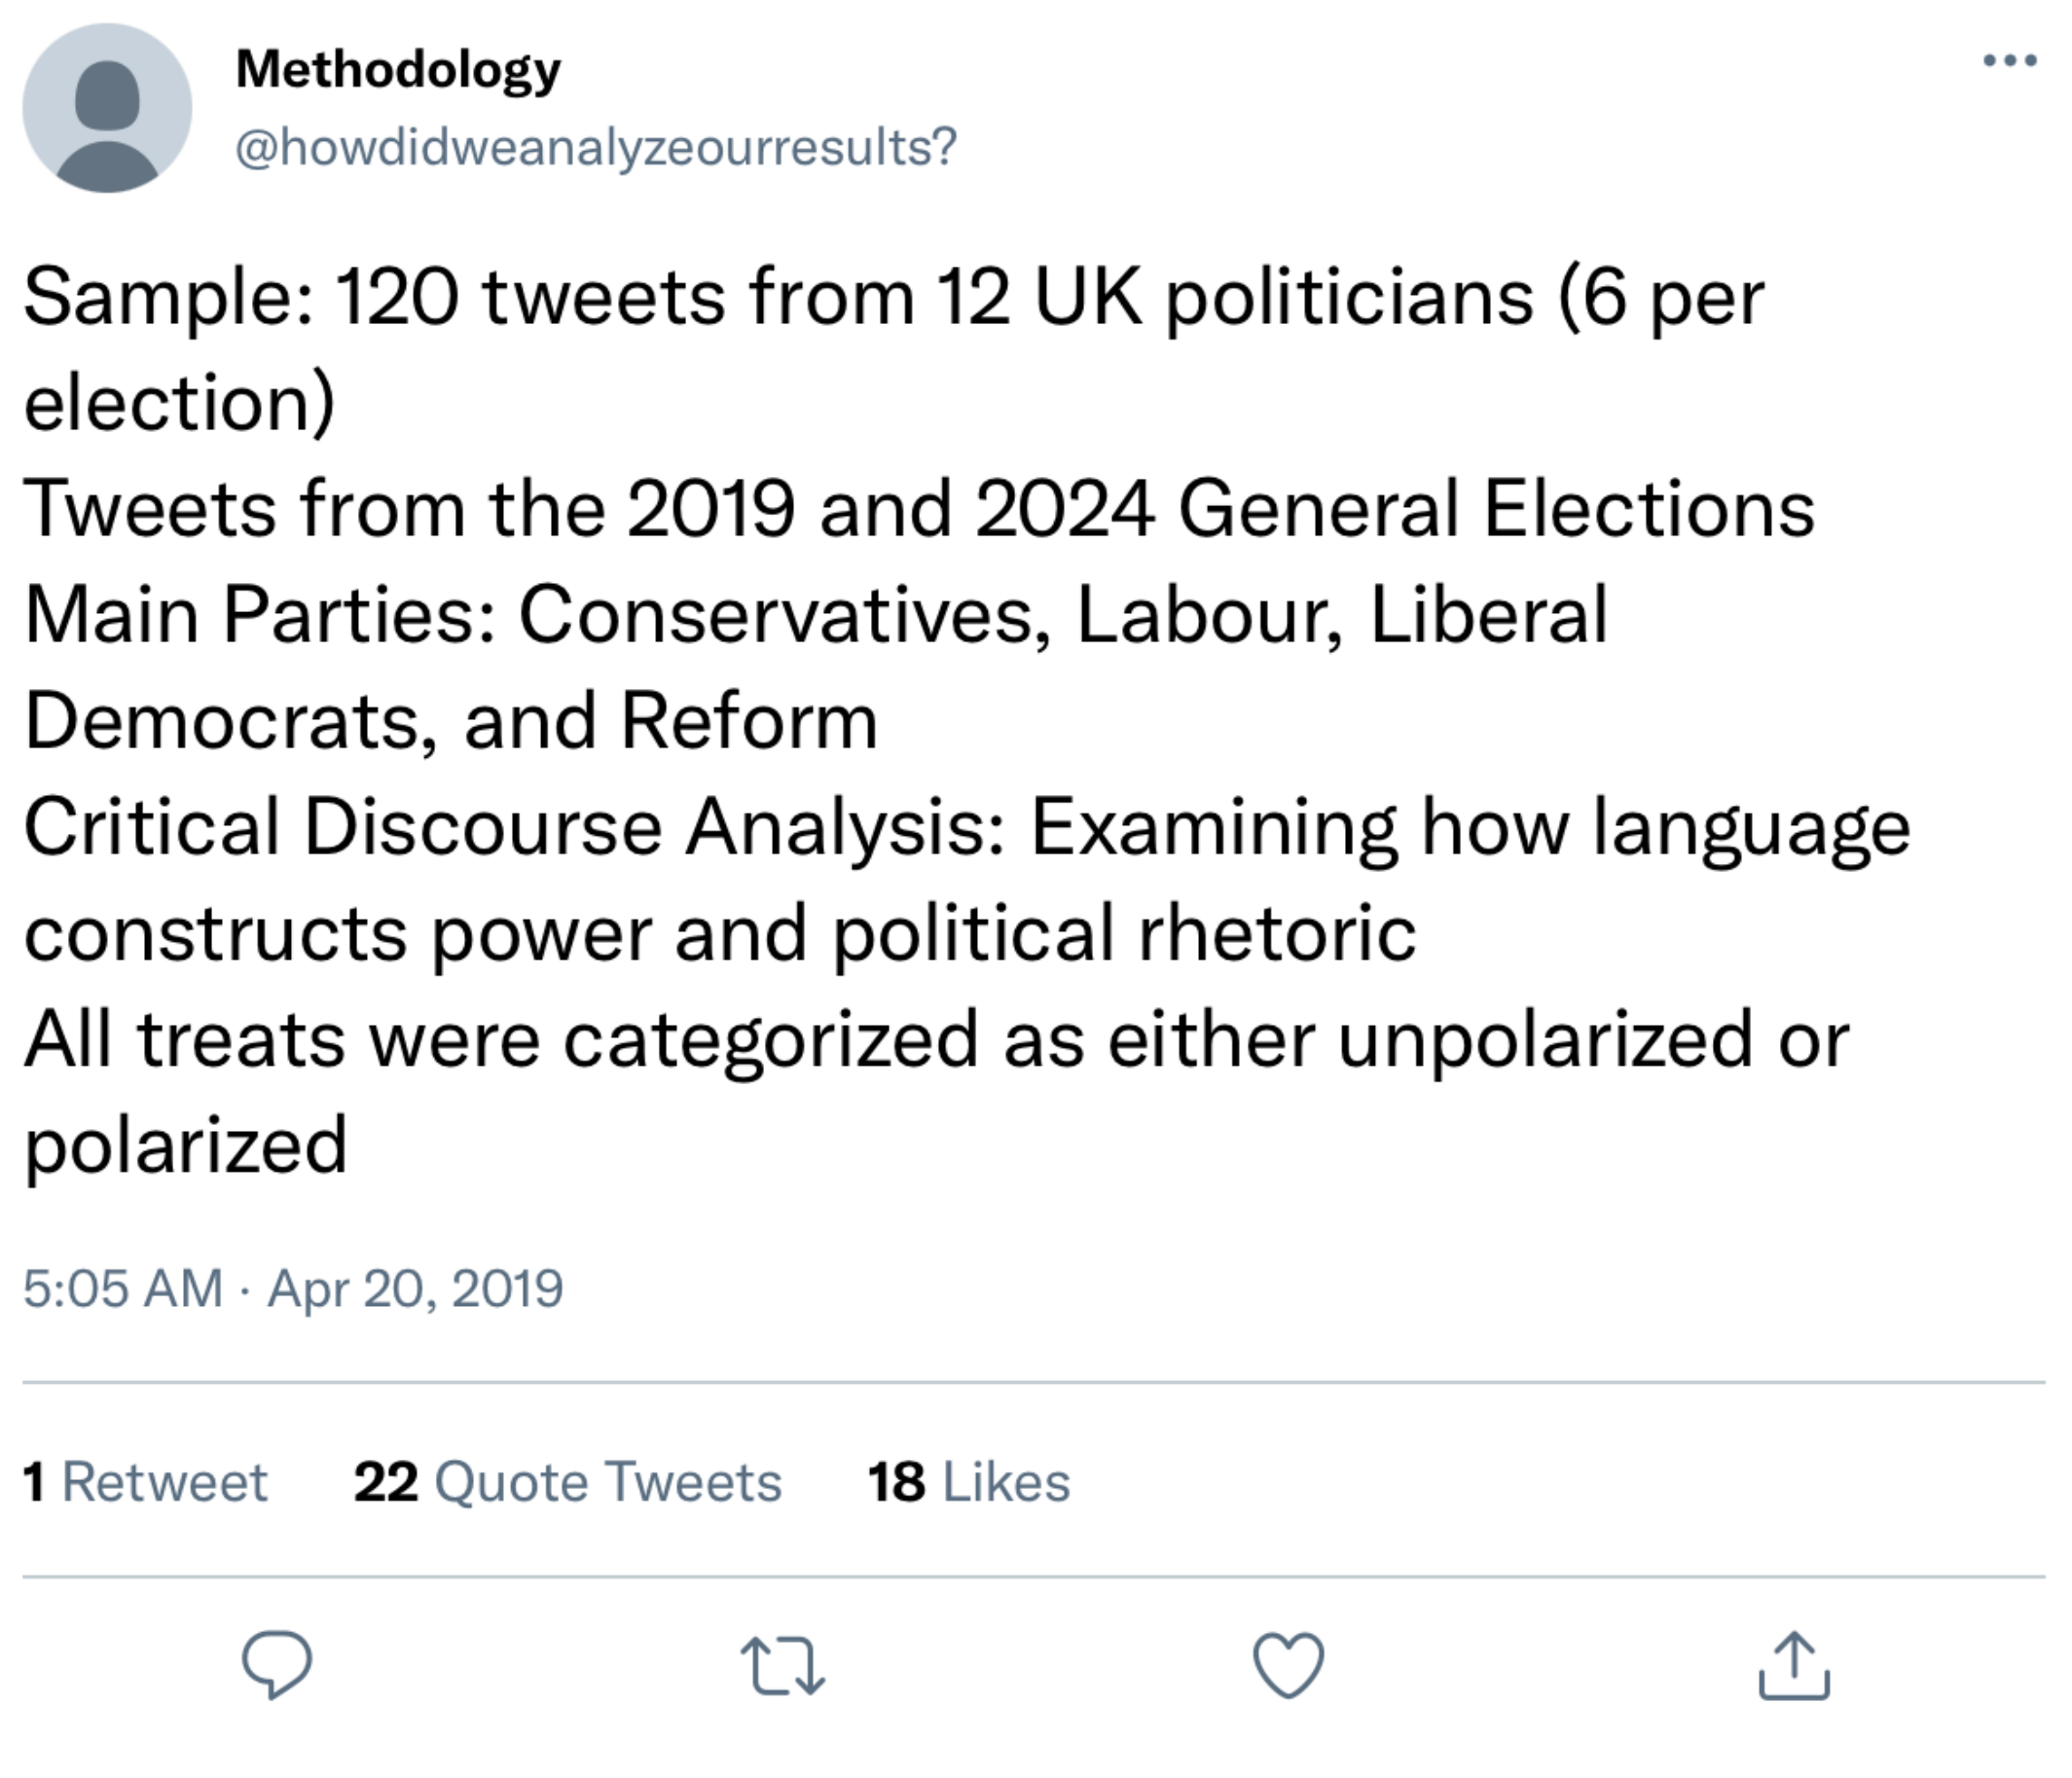 Methodology
@howdidweanalyzeourresults?
Sample: 120 tweets from 12 UK politicians (6 per
election)
Tweets from the 2019 and 2024 General Elections
Main Parties: Conservatives, Labour, Liberal
Democrats, and Reform
Critical Discourse Analysis: Examining how language
constructs power and political rhetoric
All treats were categorized as either unpolarized or
polarized
5:05 AM · Apr 20, 2019
1 Retweet 22 Quote Tweets 18 Likes